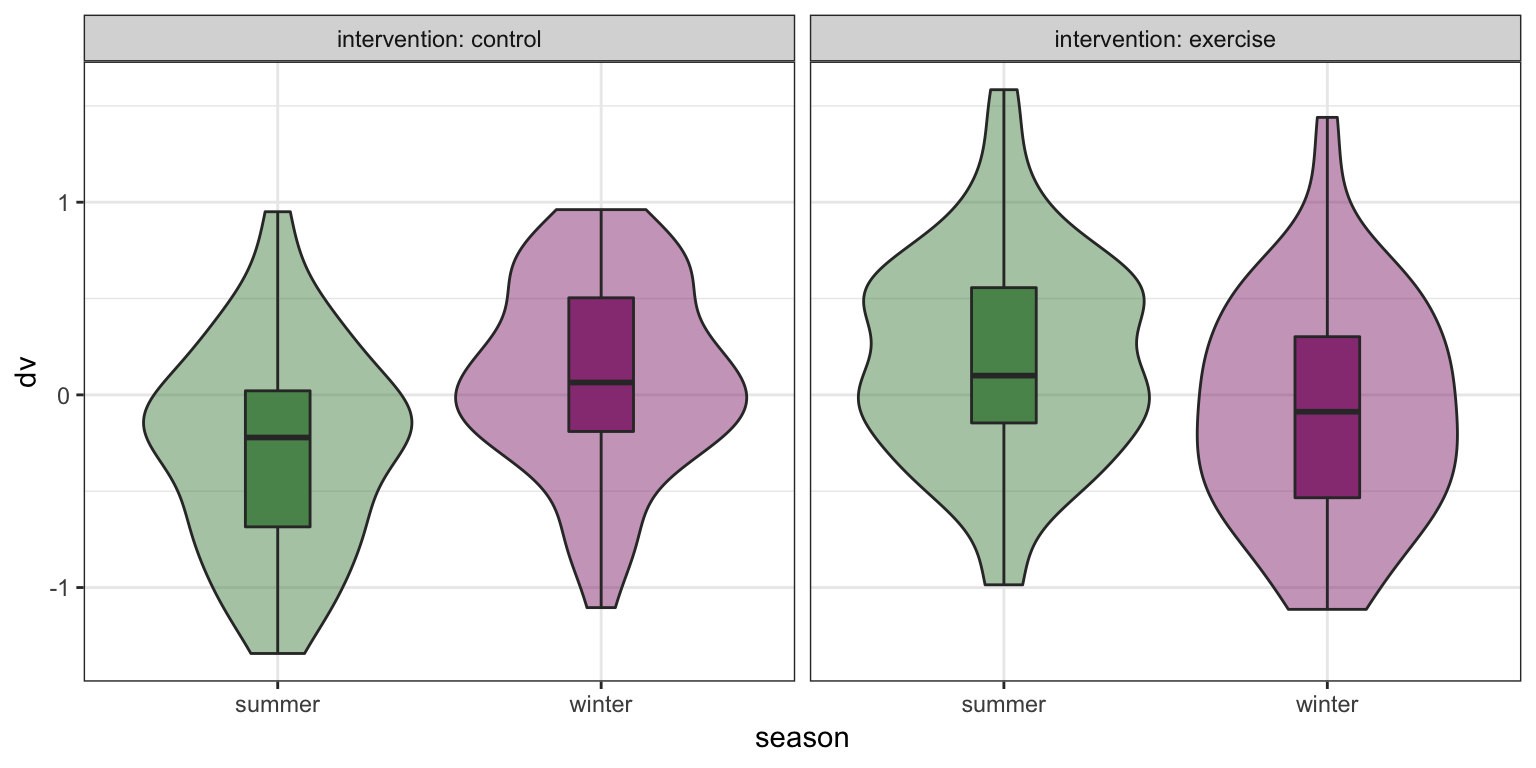 intervention: control
intervention: exercise
1
0
-1
dv
summer
winter
summer
winter
season